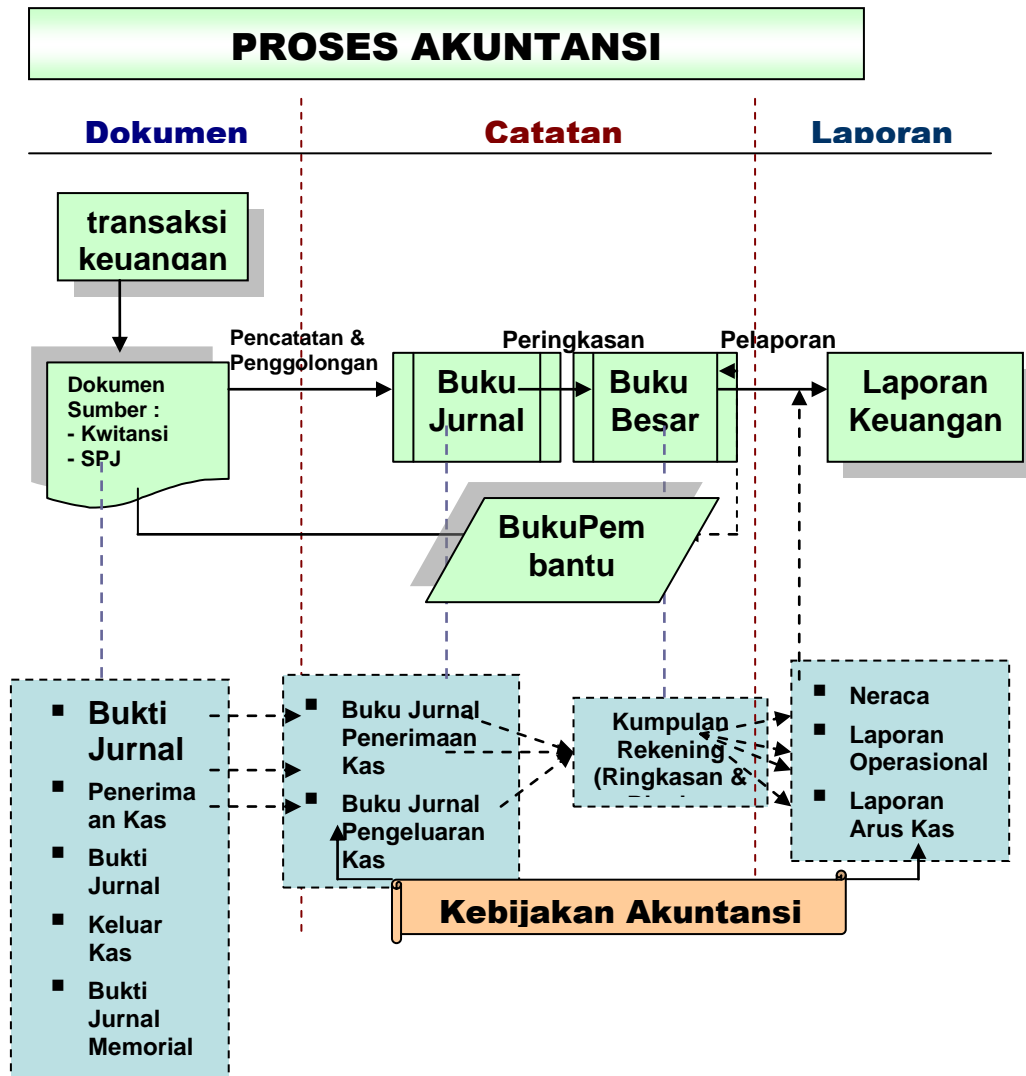 PROSES AKUNTANSI
Dokumen
Catatan
Laporan
transaksi
keuangan
Pencatatan &
Penggolongan
Peringkasan
Pelaporan
Dokumen
Sumber :
- Kwitansi
- SPJ
Buku
Jurnal
Buku
Besar
Laporan
Keuangan
BukuPem
bantu
▪ Bukti
Jurnal
▪ Penerima
an Kas
▪ Bukti
Jurnal
▪ Keluar
Kas
▪ Bukti
Jurnal
Memorial
▪ Buku Jurnal
Penerimaan
Kas
▪ Buku Jurnal
Pengeluaran
Kas
Kumpulan
Rekening
(Ringkasan &
▪ Neraca
▪ Laporan
Operasional
▪ Laporan
Arus Kas
Kebijakan Akuntansi